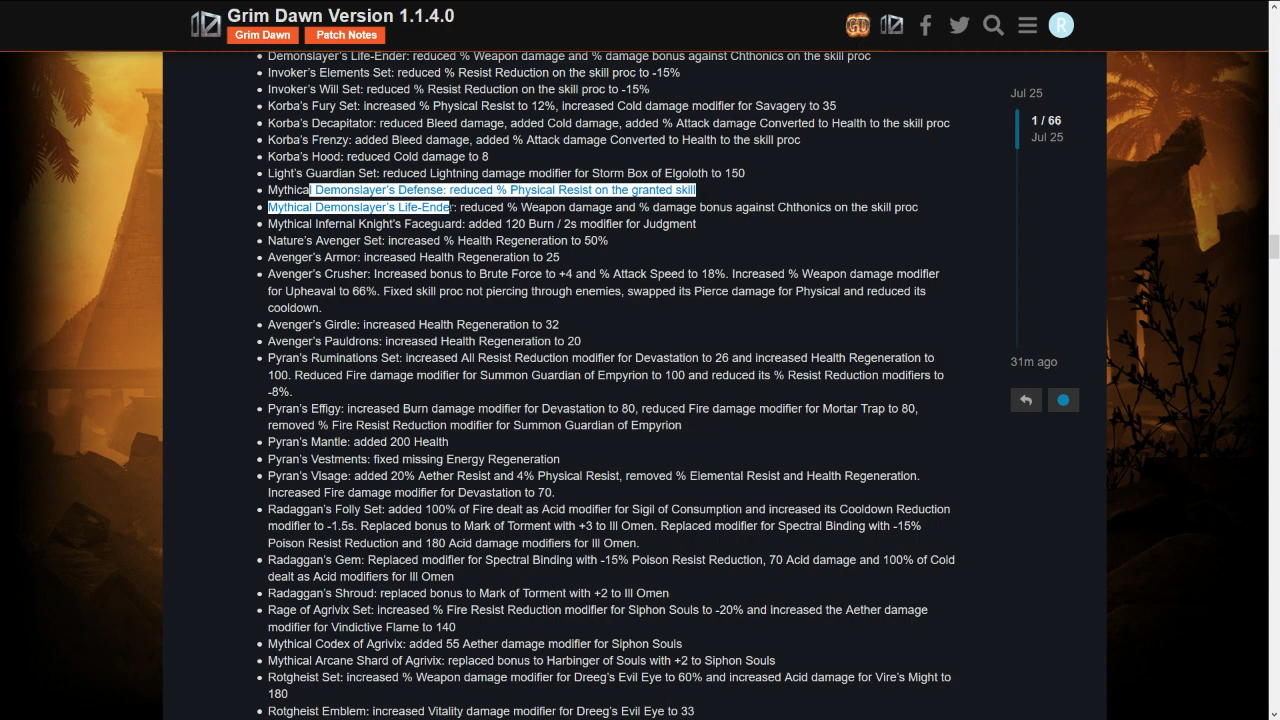 Grim Dawn Version 1.1.4.0
Grim Dawn Patch Notes
GD
R
Demonslayer's Life-Ender: reduced % Weapon damage and % damage bonus against Chthonics on the skill proc
Invoker's Elements Set: reduced % Resist Reduction on the skill proc to -15%
Invoker's Will Set: reduced % Resist Reduction on the skill proc to -15%
Korba's Fury Set: increased % Physical Resist to 12%, increased Cold damage modifier for Savagery to 35
Korba's Decapitator: reduced Bleed damage, added Cold damage, added % Attack damage Converted to Health to the skill proc
Korba's Frenzy: added Bleed damage, added % Attack damage Converted to Health to the skill proc
Korba's Hood: reduced Cold damage to 8
Light's Guardian Set: reduced Lightning damage modifier for Storm Box of Elgoloth to 150
Mythical Demonslayer's Defense: reduced % Physical Resist on the granted skill
Mythical Demonslayer's Life-Ender: reduced % Weapon damage and % damage bonus against Chthonics on the skill proc
Mythical Infernal Knight's Faceguard: added 120 Burn / 2s modifier for Judgment
Nature's Avenger Set: increased % Health Regeneration to 50%
Avenger's Armor: increased Health Regeneration to 25
Avenger's Crusher: Increased bonus to Brute Force to +4 and % Attack Speed to 18%. Increased % Weapon damage modifier
for Upheaval to 66%. Fixed skill proc not piercing through enemies, swapped its Pierce damage for Physical and reduced its
cooldown.
Avenger's Girdle: increased Health Regeneration to 32
Avenger's Pauldrons: increased Health Regeneration to 20
Pyran's Ruminations Set: increased All Resist Reduction modifier for Devastation to 26 and increased Health Regeneration to
100. Reduced Fire damage modifier for Summon Guardian of Empyrion to 100 and reduced its % Resist Reduction modifiers to
-8%.
Pyran's Effigy: increased Burn damage modifier for Devastation to 80, reduced Fire damage modifier for Mortar Trap to 80,
removed % Fire Resist Reduction modifier for Summon Guardian of Empyrion
Pyran's Mantle: added 200 Health
Pyran's Vestments: fixed missing Energy Regeneration
Pyran's Visage: added 20% Aether Resist and 4% Physical Resist, removed % Elemental Resist and Health Regeneration.
Increased Fire damage modifier for Devastation to 70.
Radaggan's Folly Set: added 100% of Fire dealt as Acid modifier for Sigil of Consumption and increased its Cooldown Reduction
modifier to -1.5s. Replaced bonus to Mark of Torment with +3 to Ill Omen. Replaced modifier for Spectral Binding with -15%
Poison Resist Reduction and 180 Acid damage modifiers for Ill Omen.
Radaggan's Gem: Replaced modifier for Spectral Binding with -15% Poison Resist Reduction, 70 Acid damage and 100% of Cold
dealt as Acid modifiers for Ill Omen
Radaggan's Shroud: replaced bonus to Mark of Torment with +2 to Ill Omen
Rage of Agrivix Set: increased % Fire Resist Reduction modifier for Siphon Souls to -20% and increased the Aether damage
modifier for Vindictive Flame to 140
Mythical Codex of Agrivix: added 55 Aether damage modifier for Siphon Souls
Mythical Arcane Shard of Agrivix: replaced bonus to Harbinger of Souls with +2 to Siphon Souls
Rotgheist Set: increased % Weapon damage modifier for Dreeg's Evil Eye to 60% and increased Acid damage for Vire's Might to
180
Rotgheist Emblem: increased Vitality damage modifier for Dreeg's Evil Eye to 33
Jul 25
1 / 66
Jul 25
31m ago